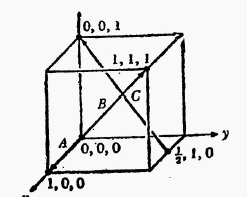 0, 0, 1
1, 1, 1
B
C
A
y
0, 0, 0
½, 1, 0
1, 0, 0